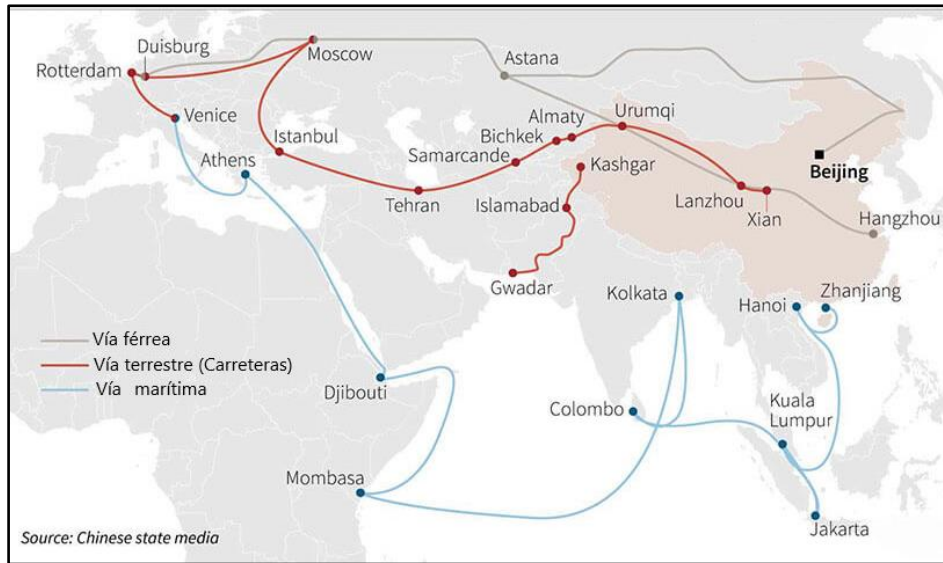 Duisburg
Moscow
Astana
Rotterdam
Venice
Istanbul
Almaty
Urumqi
Bichkek
Athens
Samarcande
Kashgar
Beijing
Tehran
Islamabad
Lanzhou
Xian
Hangzhou
Gwadar
Kolkata
Hanoi
Zhanjiang
Vía férrea
Vía terrestre (Carreteras)
Vía marítima
Djibouti
Colombo
Kuala
Lumpur
Mombasa
Jakarta
Source: Chinese state media